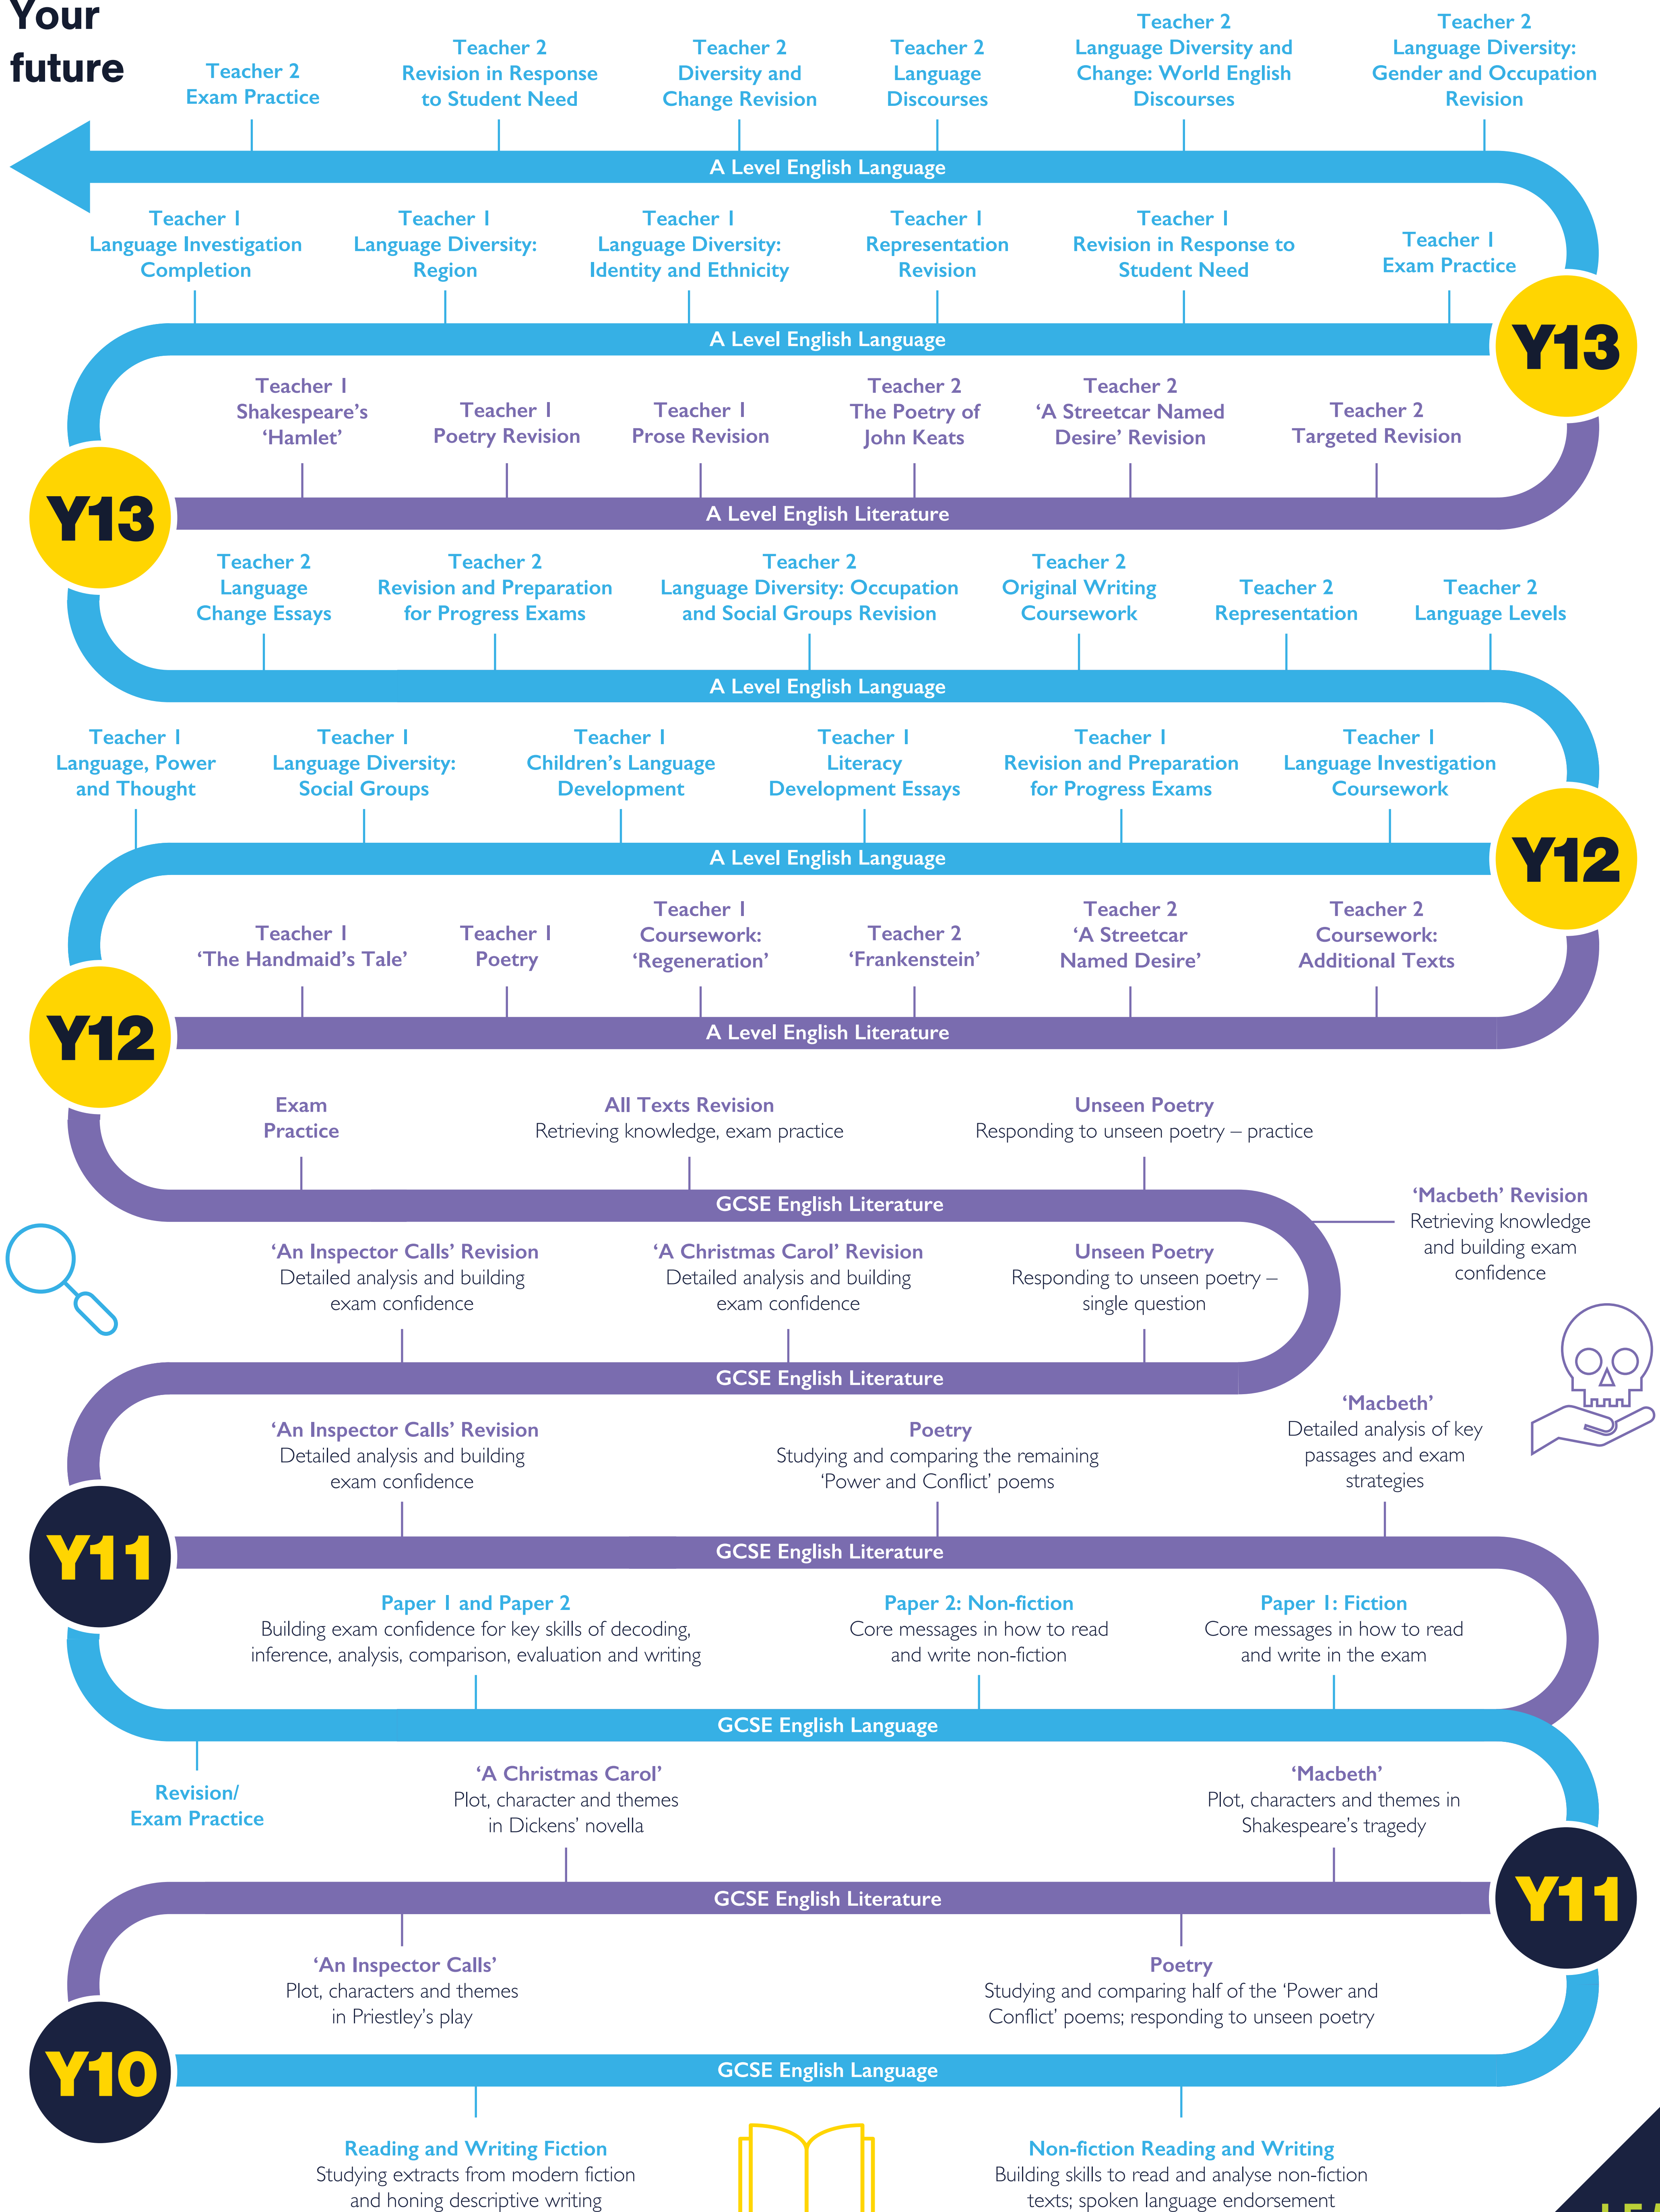 Your
future
Teacher 2
Exam Practice
Teacher 2
Revision in Response
to Student Need
Teacher 2
Diversity and
Change Revision
Teacher 2
Language
Discourses
Teacher 2
Language Diversity and
Change: World English
Discourses
Teacher 2
Language Diversity:
Gender and Occupation
Revision
A Level English Language
Teacher 1
Language Investigation
Completion
Teacher 1
Language Diversity:
Region
Teacher 1
Language Diversity:
Identity and Ethnicity
Teacher 1
Representation
Revision
Teacher 1
Revision in Response to
Student Need
Teacher 1
Exam Practice
A Level English Language
Y13
Teacher 1
Shakespeare’s
‘Hamlet’
Teacher 1
Poetry Revision
Teacher 1
Prose Revision
Teacher 2
The Poetry of
John Keats
Teacher 2
‘A Streetcar Named
Desire’ Revision
Teacher 2
Targeted Revision
Y13
A Level English Literature
Teacher 2
Language
Change Essays
Teacher 2
Revision and Preparation
for Progress Exams
Teacher 2
Language Diversity: Occupation
and Social Groups Revision
Teacher 2
Original Writing
Coursework
Teacher 2
Representation
Teacher 2
Language Levels
A Level English Language
Teacher 1
Language, Power
and Thought
Teacher 1
Language Diversity:
Social Groups
Teacher 1
Children’s Language
Development
Teacher 1
Literacy
Development Essays
Teacher 1
Revision and Preparation
for Progress Exams
Teacher 1
Language Investigation
Coursework
A Level English Language
Y12
Teacher 1
‘The Handmaid’s Tale’
Teacher 1
Poetry
Teacher 1
Coursework:
‘Regeneration’
Teacher 2
‘Frankenstein’
Teacher 2
‘A Streetcar
Named Desire’
Teacher 2
Coursework:
Additional Texts
Y12
A Level English Literature
Exam
Practice
All Texts Revision
Retrieving knowledge, exam practice
Unseen Poetry
Responding to unseen poetry – practice
GCSE English Literature
‘Macbeth’ Revision
Retrieving knowledge
and building exam
confidence
‘An Inspector Calls’ Revision
Detailed analysis and building
exam confidence
‘A Christmas Carol’ Revision
Detailed analysis and building
exam confidence
Unseen Poetry
Responding to unseen poetry –
single question
GCSE English Literature
‘An Inspector Calls’ Revision
Detailed analysis and building
exam confidence
Poetry
Studying and comparing the remaining
‘Power and Conflict’ poems
‘Macbeth’
Detailed analysis of key
passages and exam
strategies
Y11
GCSE English Literature
Paper 1 and Paper 2
Building exam confidence for key skills of decoding,
inference, analysis, comparison, evaluation and writing
Paper 2: Non-fiction
Core messages in how to read
and write non-fiction
Paper 1: Fiction
Core messages in how to read
and write in the exam
GCSE English Language
Revision/
Exam Practice
‘A Christmas Carol’
Plot, character and themes
in Dickens’ novella
‘Macbeth’
Plot, characters and themes in
Shakespeare’s tragedy
GCSE English Literature
Y11
‘An Inspector Calls’
Plot, characters and themes
in Priestley’s play
Poetry
Studying and comparing half of the ‘Power and
Conflict’ poems; responding to unseen poetry
Y10
GCSE English Language
Reading and Writing Fiction
Studying extracts from modern fiction
and honing descriptive writing
Non-fiction Reading and Writing
Building skills to read and analyse non-fiction
texts; spoken language endorsement